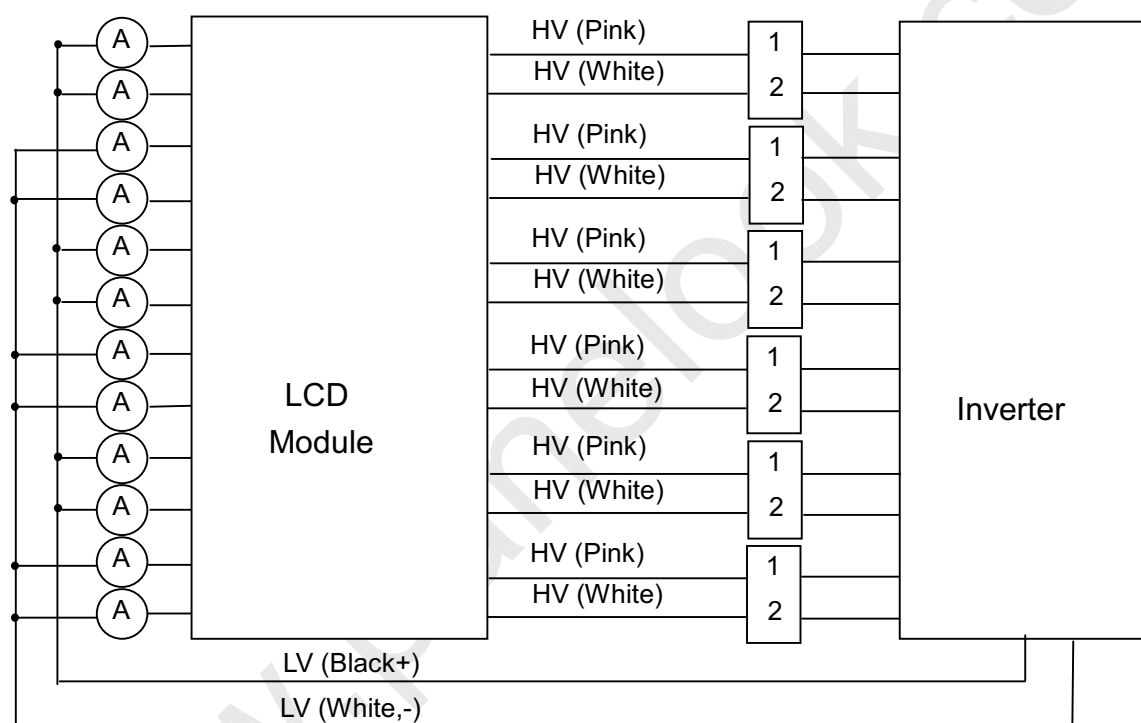 A
A
A
A
A
A
A
A
A
A
A
A
LCD
Module
HV (Pink)
HV (White)
HV (Pink)
HV (White)
HV (Pink)
HV (White)
HV (Pink)
HV (White)
HV (Pink)
HV (White)
HV (Pink)
HV (White)
1
2
1
2
1
2
1
2
1
2
1
2
Inverter
LV (Black+)
LV (White,-)